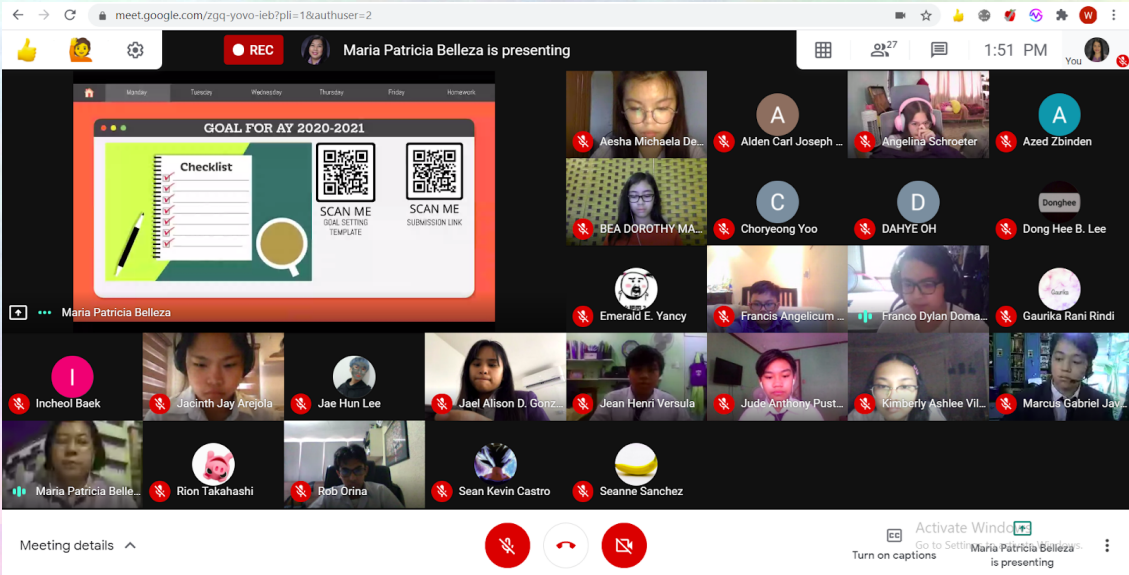 meet.google.com/zgq-yovo-ieb?pli=1&authuser=2
W
REC
Maria Patricia Belleza is presenting
27
1:51 PM
You
Monday
Tuesday
Wednesday
Thursday
Friday
Homework
GOAL FOR AY 2020-2021
Checklist
SCAN ME
GOAL SETTING
TEMPLATE
SCAN ME
SUBMISSION LINK
Maria Patricia Belleza
Aesha Michaela De...
A
Alden Carl Joseph ...
Angelina Schroeter
A
Azed Zbinden
BEA DOROTHY MA...
C
Choryeong Yoo
D
DAHYE OH
Donghee
Dong Hee B. Lee
Emerald E. Yancy
Francis Angelicum ...
Franco Dylan Doma...
Gaurika
Gaurika Rani Rindi
I
Incheol Baek
Jacinth Jay Arejola
Jae Hun Lee
Jael Alison D. Gonz...
Jean Henri Versula
Jude Anthony Pust...
Kimberly Ashlee Vil...
Marcus Gabriel Jav...
Maria Patricia Belle...
Rion Takahashi
Rob Orina
Sean Kevin Castro
Seanne Sanchez
Meeting details
Turn on captions
Activate Windows
Go to Settings to activate Windows.
Maria Patricia Belleza
is presenting